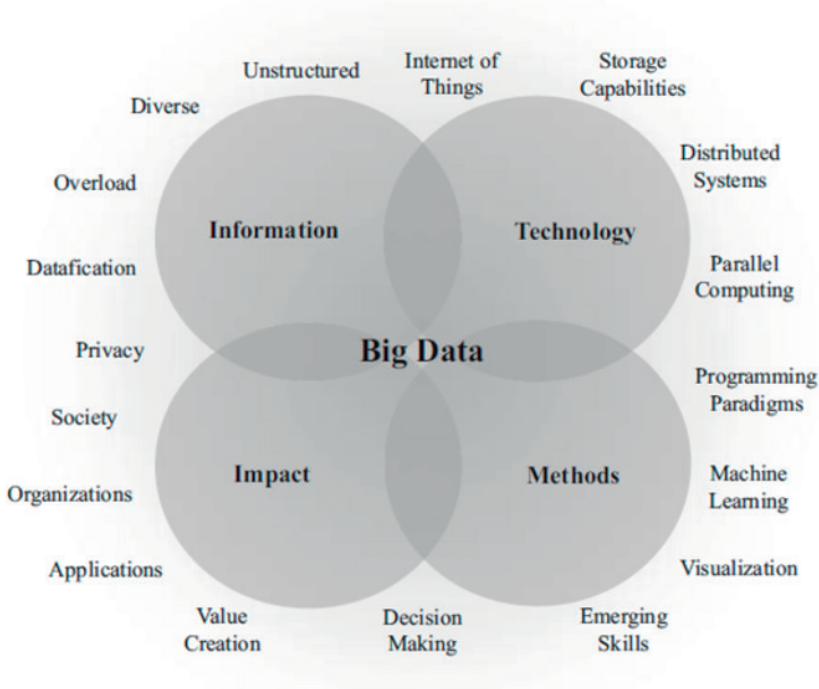 Internet of
Things
Storage
Capabilities
Unstructured
Diverse
Distributed
Systems
Overload
Information
Technology
Datafication
Parallel
Computing
Privacy
Big Data
Programming
Paradigms
Society
Impact
Methods
Machine
Learning
Organizations
Applications
Visualization
Value
Creation
Decision
Making
Emerging
Skills